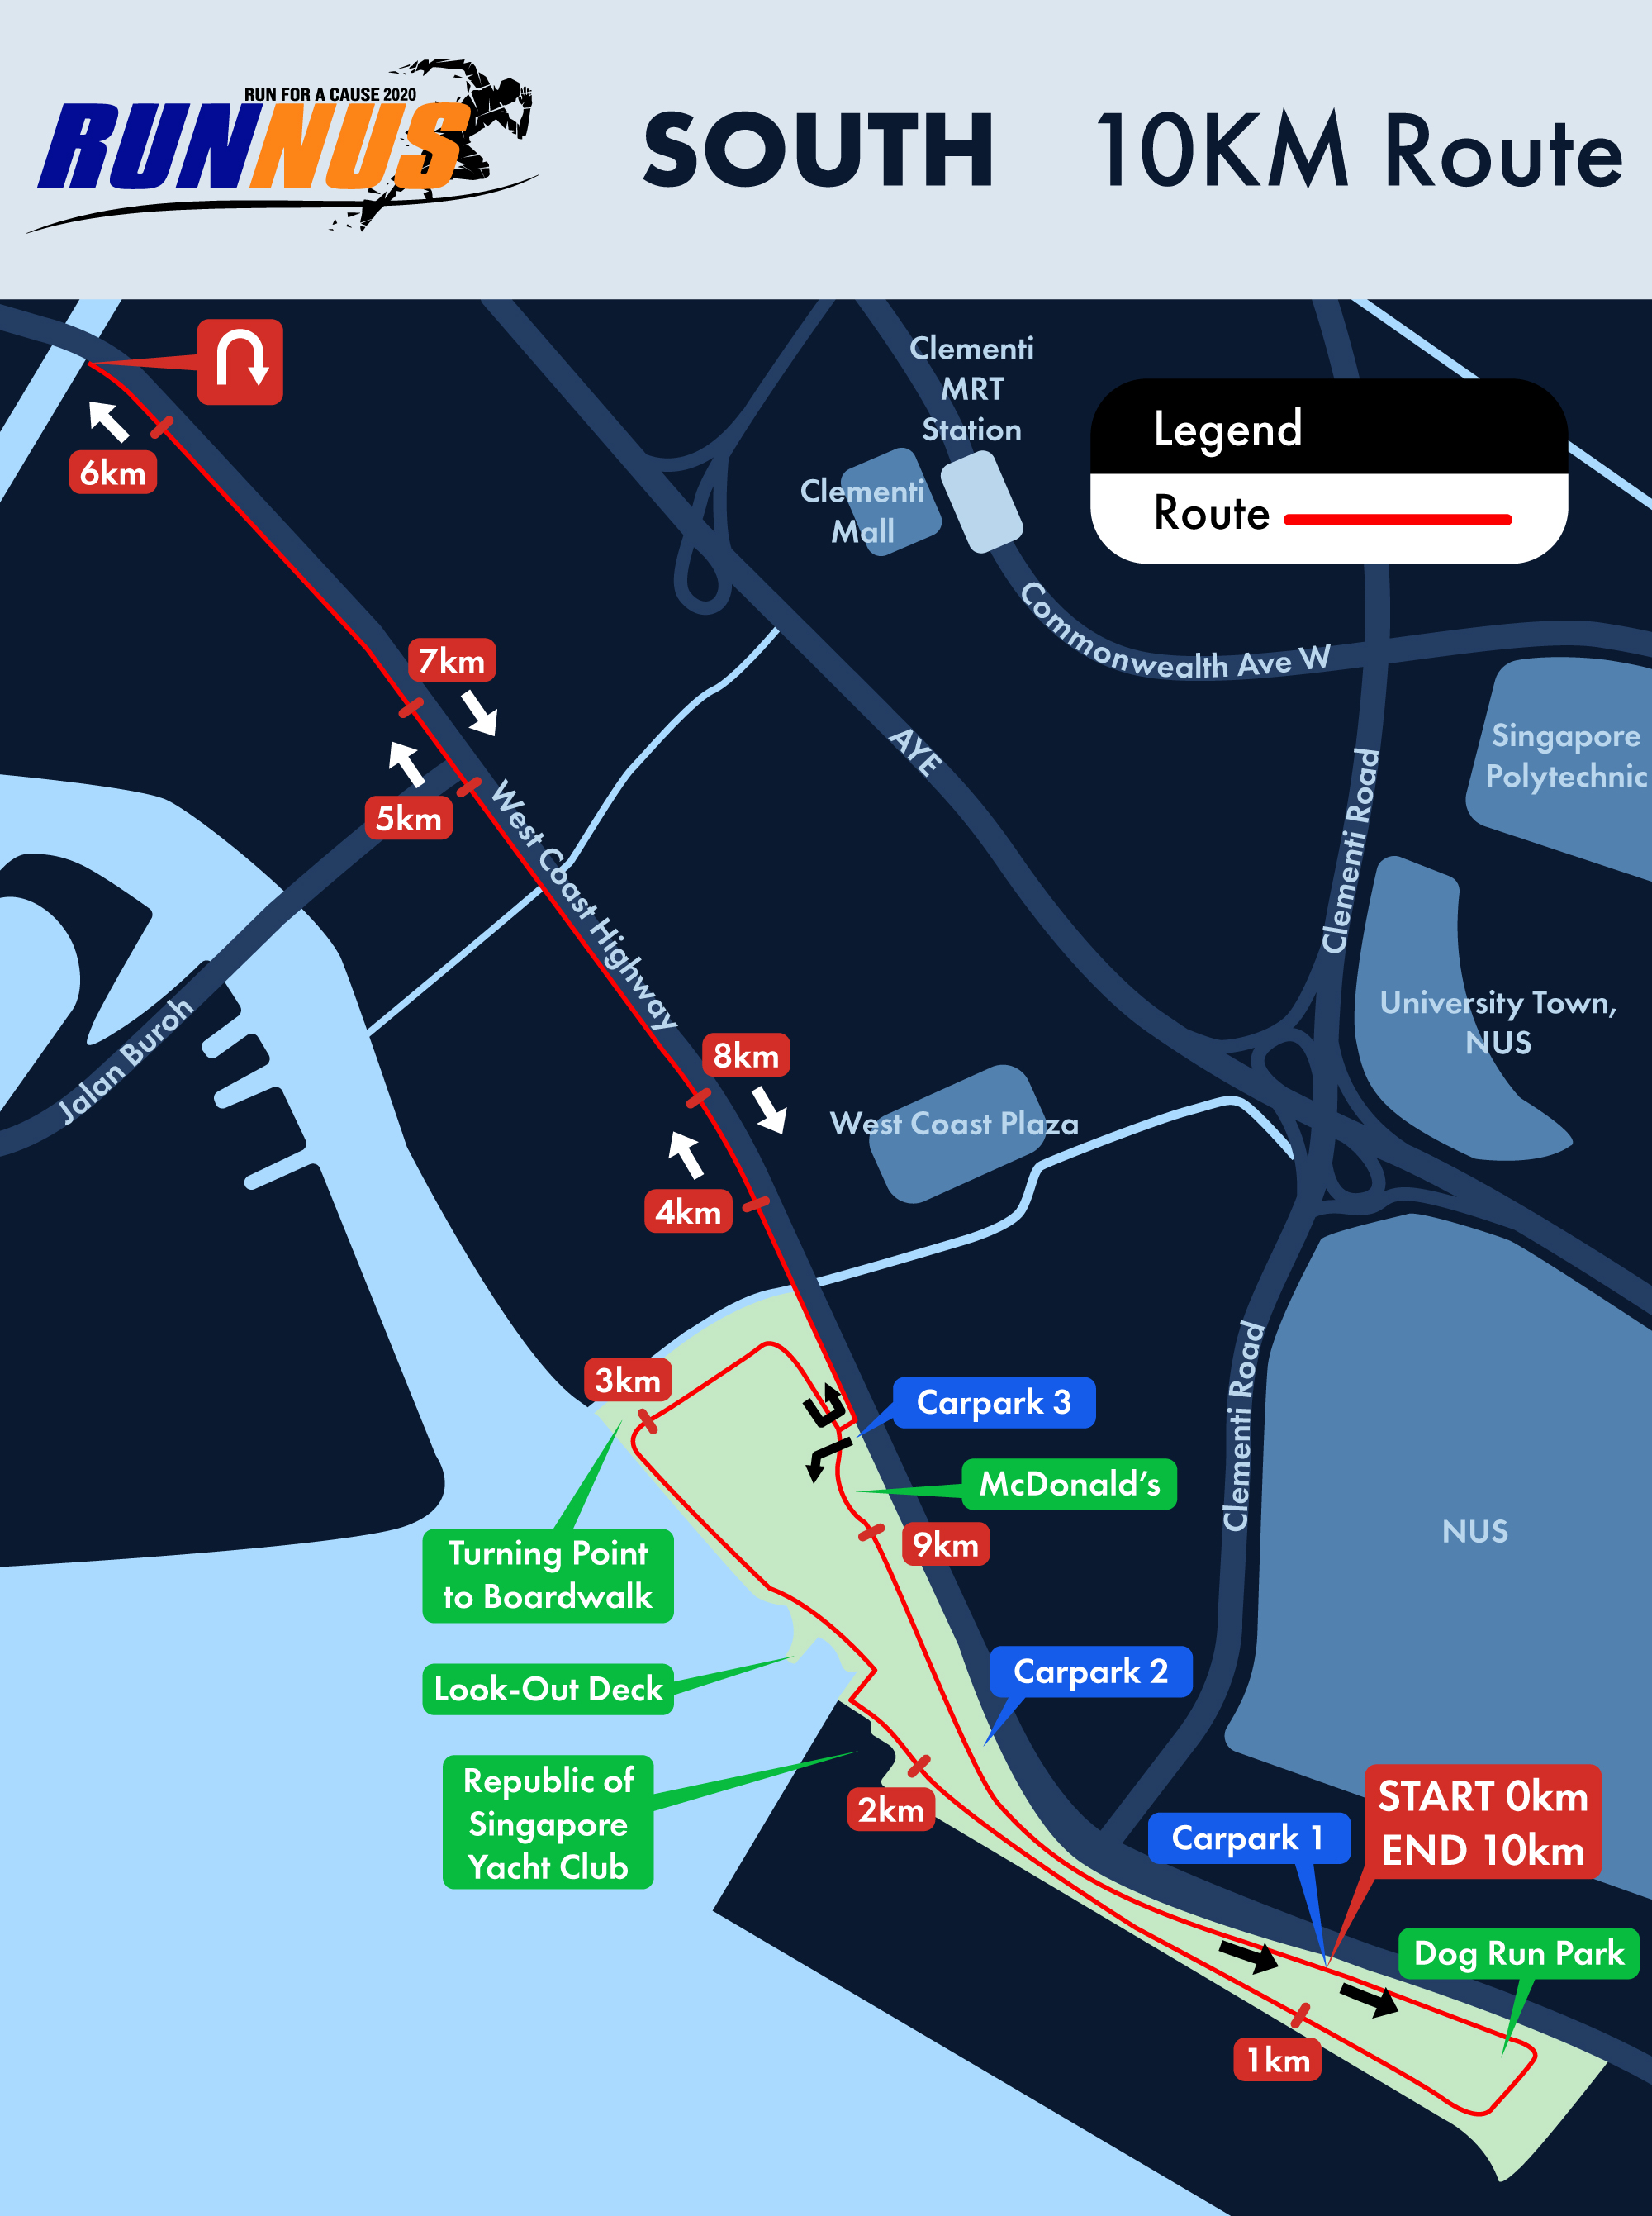 RUN FOR A CAUSE 2020
RUNNUS
SOUTH 10KM Route
Legend
Route
Clementi
MRT
Station
Clementi
Mall
6km
7km
5km
Commonwealth Ave W
AYE
Clementi Road
Singapore
Polytechnic
West Coast Highway
Jalan Buroh
University Town,
NUS
8km
4km
West Coast Plaza
3km
Carpark 3
McDonald's
Clementi Road
NUS
9km
Turning Point
to Boardwalk
Look-Out Deck
Carpark 2
Republic of
Singapore
Yacht Club
2km
START 0km
END 10km
Carpark 1
Dog Run Park
1km